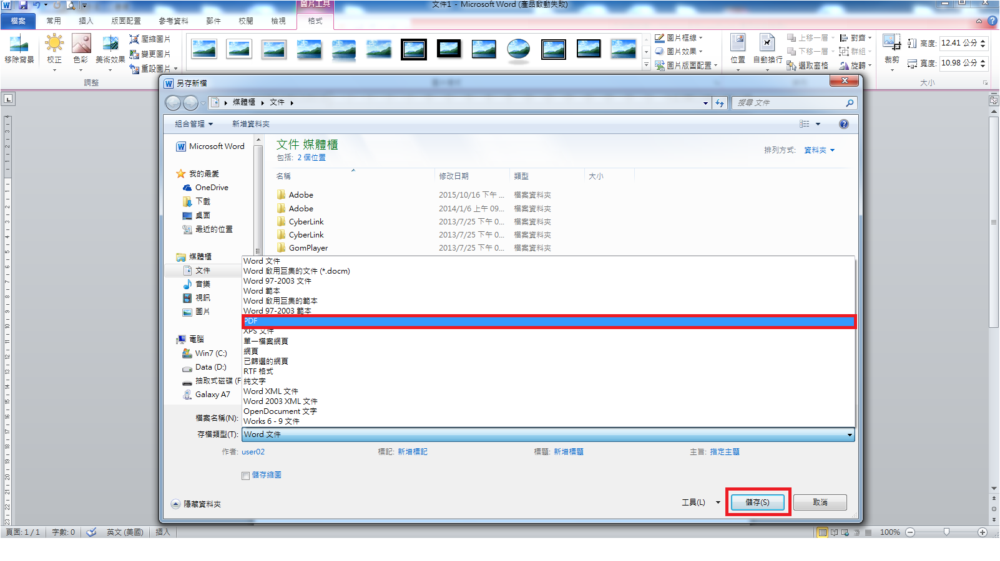 圖片工具
文件1 - Microsoft Word (產品啟動失敗)
檔案 常用 插入 版面配置 參考資料 郵件 校閱 檢視 格式
移除背景 校正 色彩 美術效果
壓縮圖片
變更圖片
重設圖片
調整
圖片框線
圖片效果
圖片版面配置
位置 自動換行
上移一層
下移一層
選取窗格
對齊
群組
旋轉
裁剪
高度: 12.41 公分
寬度: 10.98 公分
大小
另存新檔
媒體櫃 文件
搜尋 文件
組合管理 新增資料夾
Microsoft Word
我的最愛
OneDrive
下載
桌面
最近的位置
媒體櫃
文件
音樂
視訊
圖片
電腦
Win7 (C:)
Data (D:)
抽取式磁碟 (F
Galaxy A7
文件 媒體櫃
包括: 2 個位置
排列方式: 資料夾
名稱 修改日期 類型 大小
Adobe 2015/10/16 下午 ... 檔案資料夾
Adobe 2014/1/6 上午 09... 檔案資料夾
CyberLink 2013/7/25 下午 0... 檔案資料夾
CyberLink 2013/7/25 下午 0... 檔案資料夾
GomPlayer 2013/7/25 下午 0... 檔案資料夾
Word 文件
Word 啟用巨集的文件 (*.docm)
Word 97-2003 文件
Word 範本
Word 啟用巨集的範本
Word 97-2003 範本
PDF
XPS 文件
單一檔案網頁
網頁
已篩選的網頁
RTF 格式
純文字
Word XML 文件
Word 2003 XML 文件
OpenDocument 文字
Works 6 - 9 文件
檔案名稱(N):
存檔類型(T): Word 文件
作者: user02 標記: 新增標記 標題: 新增標題 主旨: 指定主題
儲存縮圖
隱藏資料夾
工具(L) 儲存(S) 取消
頁面: 1 / 1 字數: 0 英文 (美國) 插入 100%